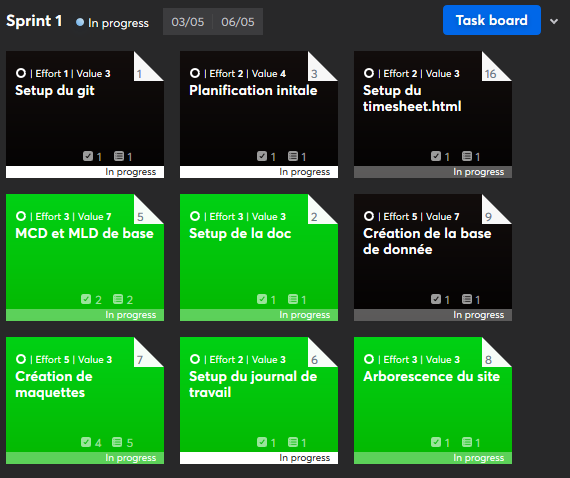 Sprint 1 In progress 03/05 06/05 Task board
| Effort 1 | Value 3 1
Setup du git
1 1
In progress
| Effort 2 | Value 4 3
Planification initale
1 1
In progress
| Effort 2 | Value 3 16
Setup du
timesheet.html
1 1
In progress
| Effort 3 | Value 7 5
MCD et MLD de base
2 2
In progress
| Effort 3 | Value 3 2
Setup de la doc
1 1
In progress
| Effort 5 | Value 7 9
Création de la base
de donnée
1 1
In progress
| Effort 5 | Value 3 7
Création de
maquettes
4 5
In progress
| Effort 2 | Value 3 6
Setup du journal de
travail
1 1
In progress
| Effort 3 | Value 3 8
Arborescence du site
1 1
In progress